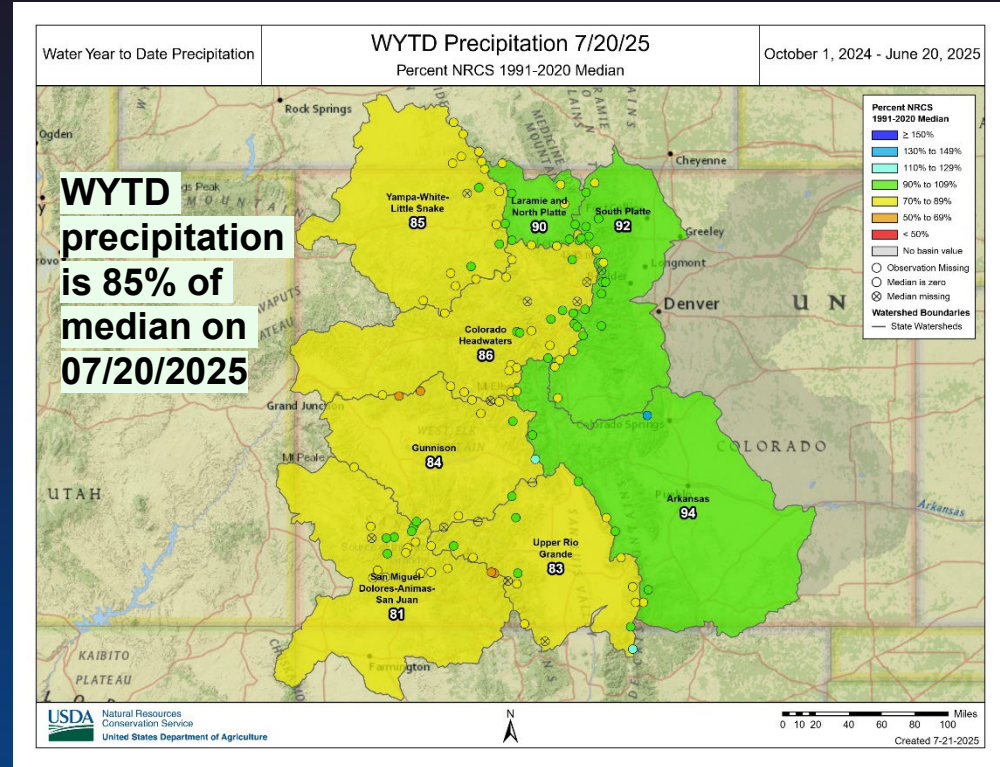 Water Year to Date Precipitation
WYTD Precipitation 7/20/25
Percent NRCS 1991-2020 Median
October 1, 2024 - June 20, 2025
WYTD
precipitation
is 85% of
median on
07/20/2025
Percent NRCS
1991-2020 Median
≥ 150%
130% to 149%
110% to 129%
90% to 109%
70% to 89%
50% to 69%
< 50%
No basin value
Observation Missing
Median is zero
Median missing
Watershed Boundaries
State Watersheds
Rock Springs
Ogden
Cheyenne
MEDICINE
Yampa-White-
Little Snake
85
Laramie and
North Platte
90
South Platte
92
Greeley
Longmont
Denver
U N
Colorado
Headwaters
86
Grand Junction
Colorado Springs
COLORADO
Gunnison
84
Mt Peale
UTAH
Arkansas
94
Arkansas
Upper Rio
Grande
83
San Miguel-
Dolores-Animas-
San Juan
81
KAIBITO
PLATEAU
Farmington
USDA
Natural Resources
Conservation Service
United States Department of Agriculture
N
0 10 20 40 60 80 100
Miles
Created 7-21-2025